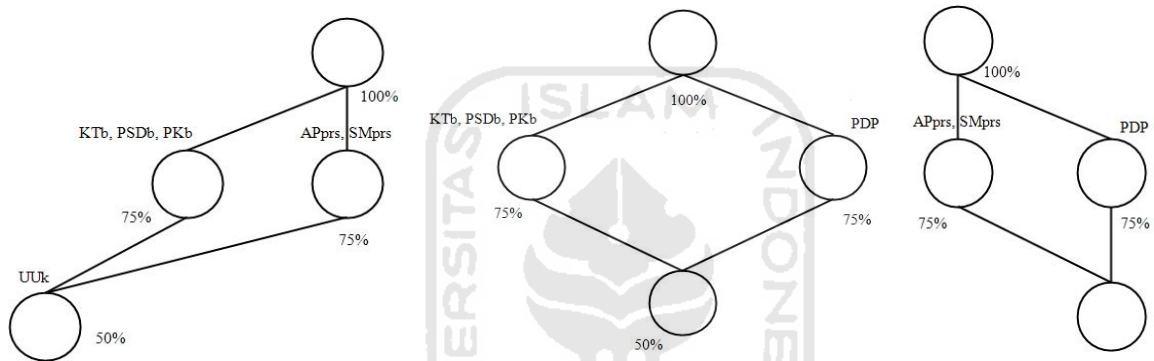 100%
KTb, PSDb, PKb
APprs, SMprs
75%
75%
UUk
50%
100%
KTb, PSDb, PKb
PDP
75%
75%
50%
100%
APprs, SMprs
PDP
75%
75%
ISLAM